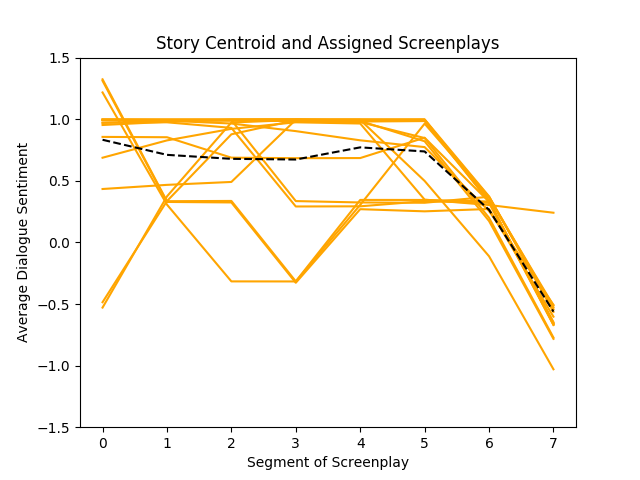 Story Centroid and Assigned Screenplays
1.5
1.0
0.5
0.0
−0.5
−1.0
−1.5
Average Dialogue Sentiment
0 1 2 3 4 5 6 7
Segment of Screenplay